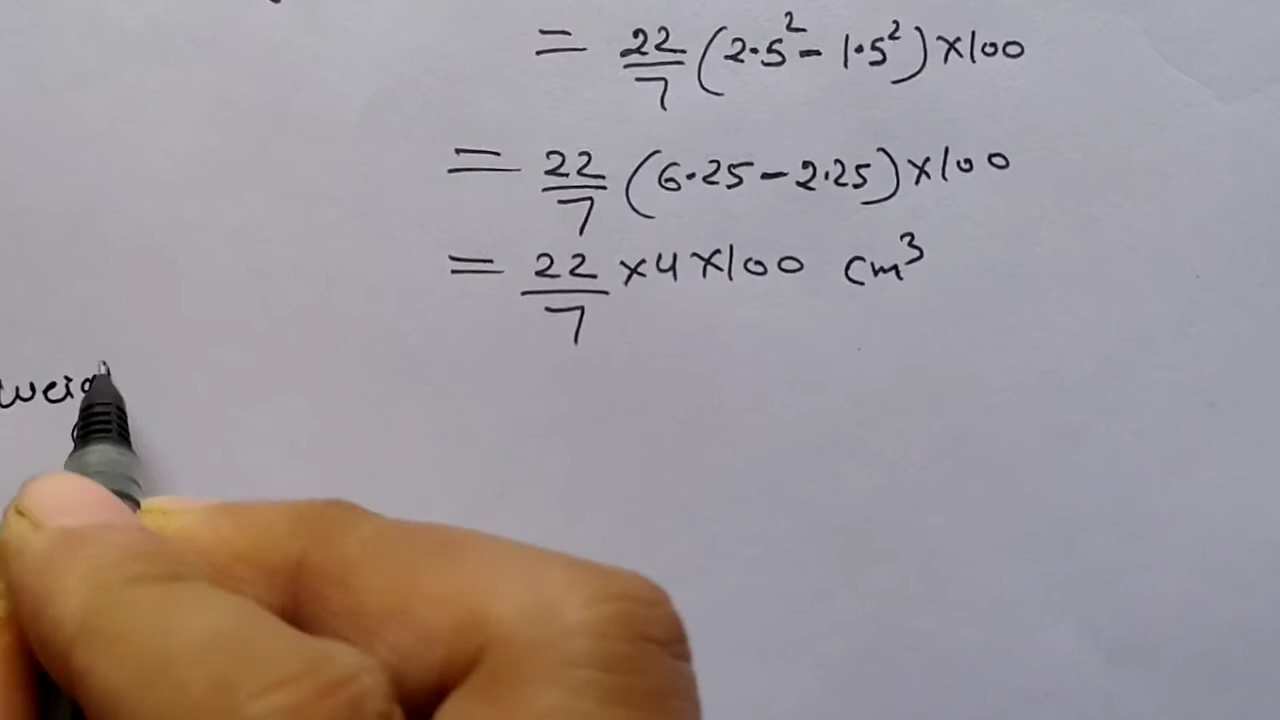 = 22/7 (2.5² - 1.5²) × 100
= 22/7 (6.25 - 2.25) × 100
= 22/7 × 4 × 100 cm³